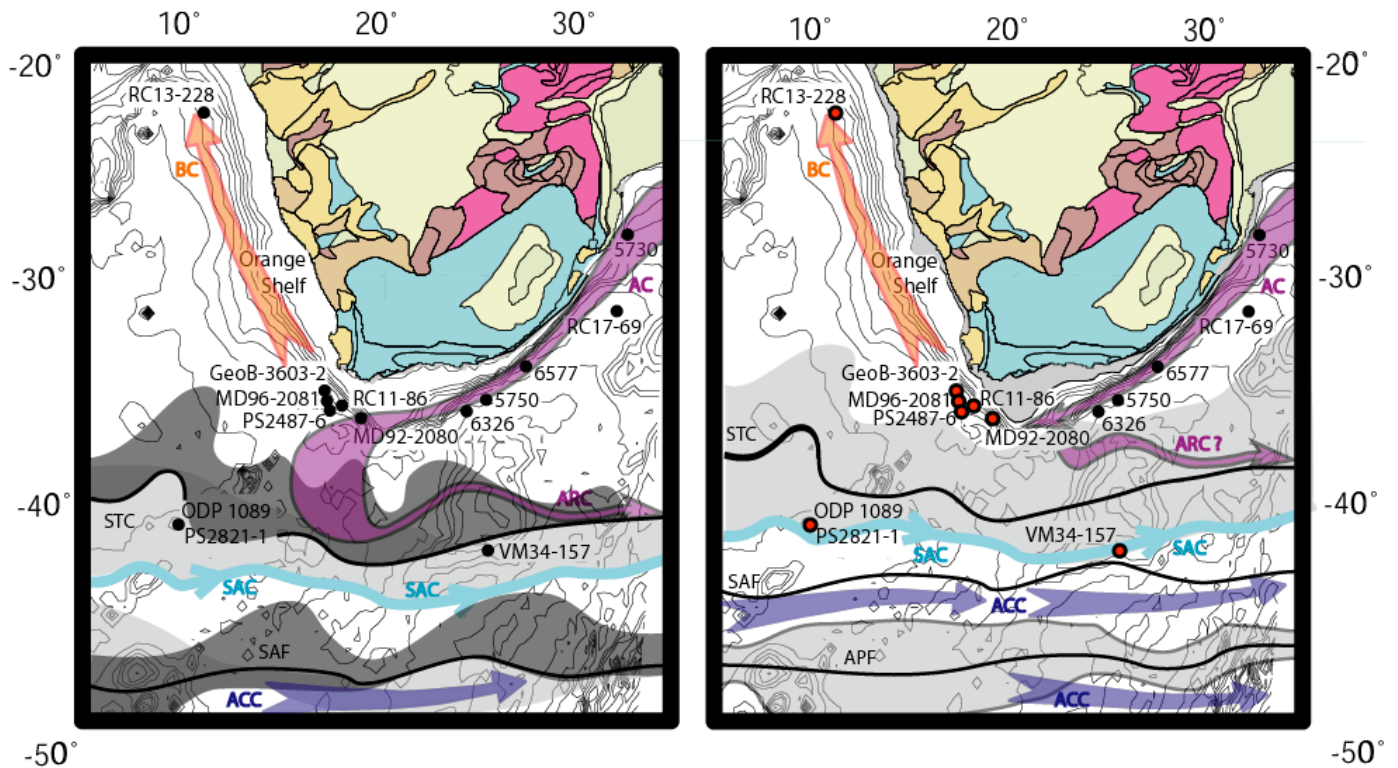 10° 20° 30°
10° 20° 30°
-20°
-30°
-40°
-50°
RC13-228
BC
Orange
Shelf
5730
AC
RC17-69
GeoB-3603-2
6577
MD96-2081
RC11-86
5750
PS2487-6
6326
MD92-2080
ARC
STC
ODP 1089
PS2821-1
VM34-157
SAC
SAC
SAF
ACC
-20°
-30°
-40°
-50°
RC13-228
BC
Orange
Shelf
5730
AC
RC17-69
GeoB-3603-2
6577
MD96-2081
RC11-86
5750
PS2487-6
6326
MD92-2080
STC
ARC ?
ODP 1089
PS2821-1
VM34-157
SAC
SAC
SAF
ACC
APF
ACC